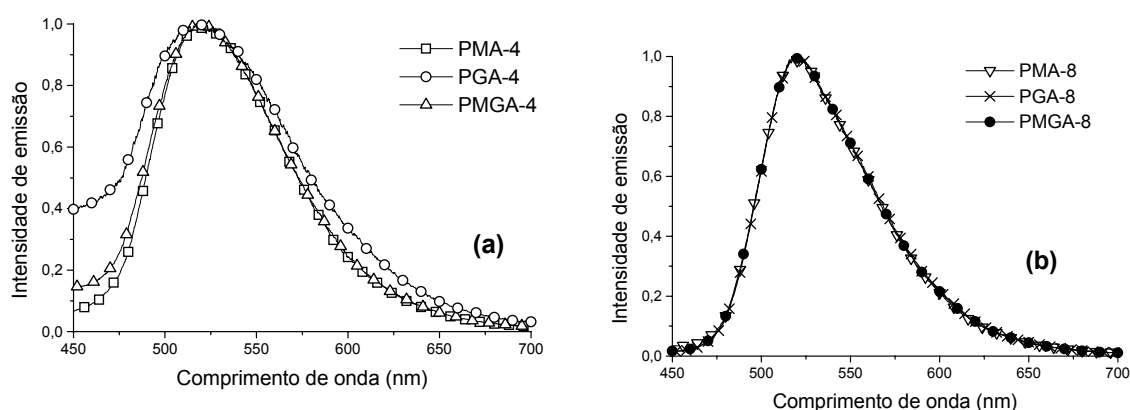 1,0
0,8
0,6
0,4
0,2
0,0
Intensidade de emissão
450 500 550 600 650 700
Comprimento de onda (nm)
PMA-4
PGA-4
PMGA-4
(a)
1,0
0,8
0,6
0,4
0,2
0,0
Intensidade de emissão
450 500 550 600 650 700
Comprimento de onda (nm)
PMA-8
PGA-8
PMGA-8
(b)